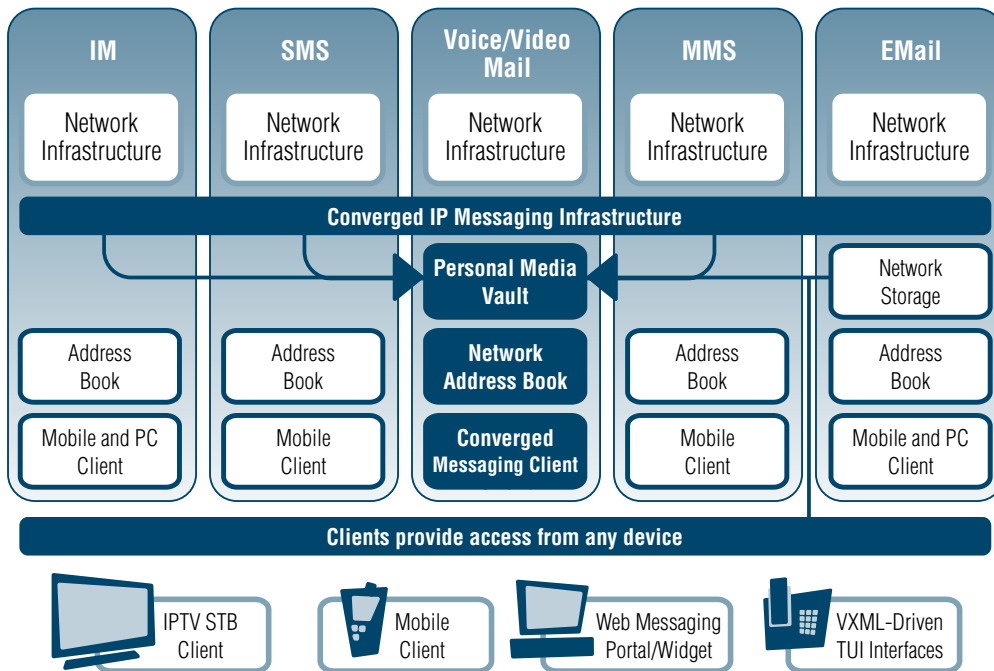 IM
SMS
Voice/Video
Mail
MMS
EMail
Network
Infrastructure
Network
Infrastructure
Network
Infrastructure
Network
Infrastructure
Network
Infrastructure
Converged IP Messaging Infrastructure
Personal Media
Vault
Network
Storage
Address
Book
Address
Book
Network
Address Book
Address
Book
Address
Book
Mobile and PC
Client
Mobile
Client
Converged
Messaging Client
Mobile
Client
Mobile and PC
Client
Clients provide access from any device
IPTV STB
Client
Mobile
Client
Web Messaging
Portal/Widget
VXML-Driven
TUI Interfaces